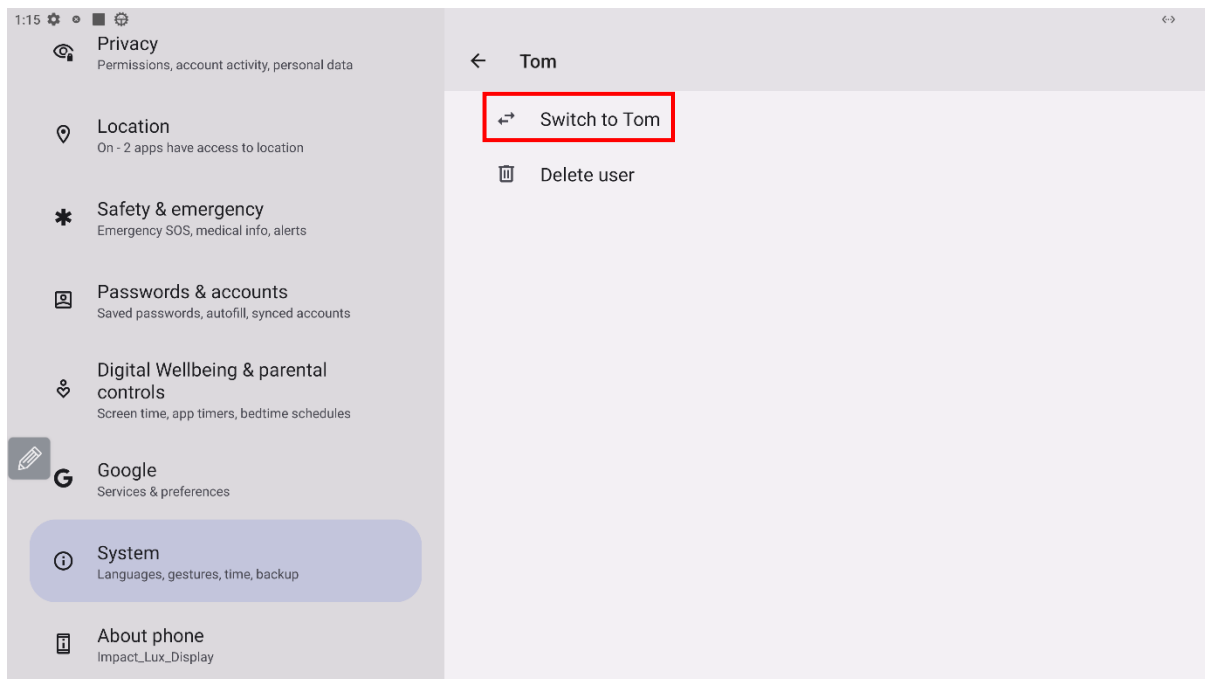 1:15
Privacy
Permissions, account activity, personal data
Location
On - 2 apps have access to location
Safety & emergency
Emergency SOS, medical info, alerts
Passwords & accounts
Saved passwords, autofill, synced accounts
Digital Wellbeing & parental
controls
Screen time, app timers, bedtime schedules
Google
Services & preferences
System
Languages, gestures, time, backup
About phone
Impact_Lux_Display
Tom
Switch to Tom
Delete user